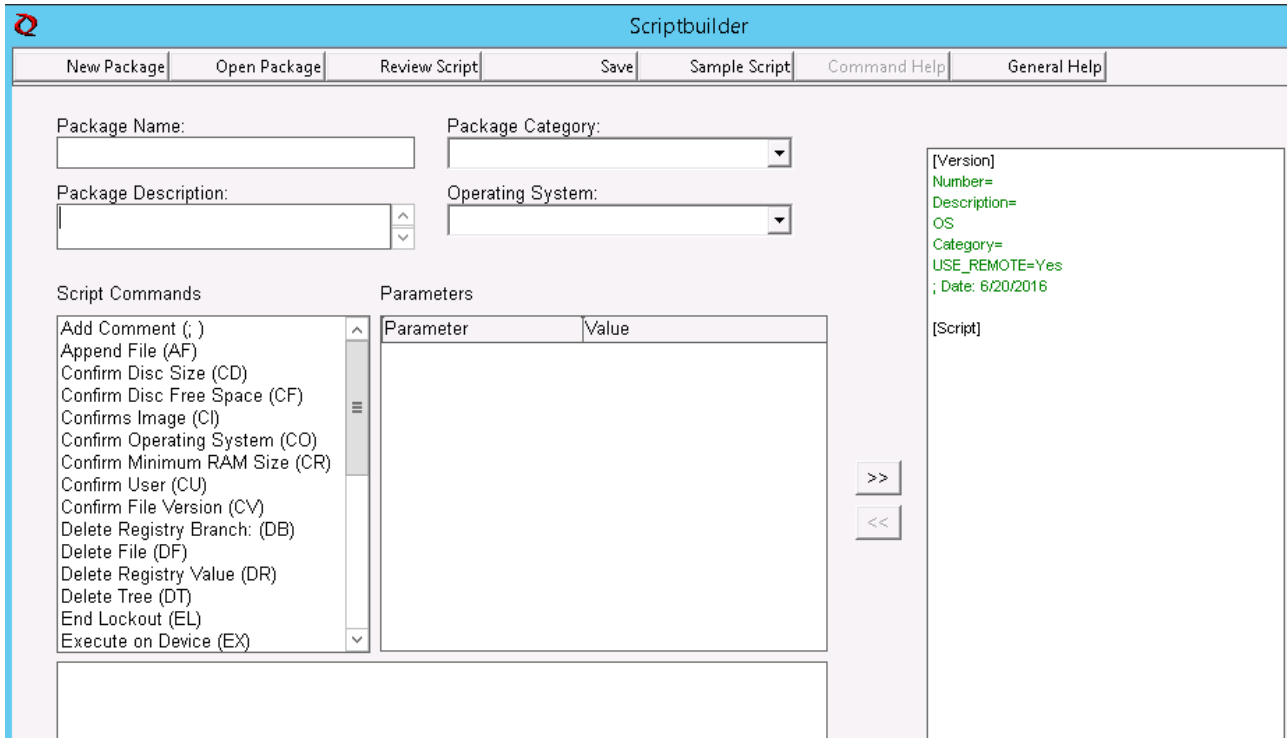 Scriptbuilder
New Package Open Package Review Script Save Sample Script Command Help General Help
Package Name:
Package Category:
Package Description:
Operating System:
Script Commands
Add Comment (; )
Append File (AF)
Confirm Disc Size (CD)
Confirm Disc Free Space (CF)
Confirms Image (CI)
Confirm Operating System (CO)
Confirm Minimum RAM Size (CR)
Confirm User (CU)
Confirm File Version (CV)
Delete Registry Branch: (DB)
Delete File (DF)
Delete Registry Value (DR)
Delete Tree (DT)
End Lockout (EL)
Execute on Device (EX)
Parameters
Parameter Value
>>
<<
[Version]
Number=
Description=
OS
Category=
USE_REMOTE=Yes
; Date: 6/20/2016
[Script]